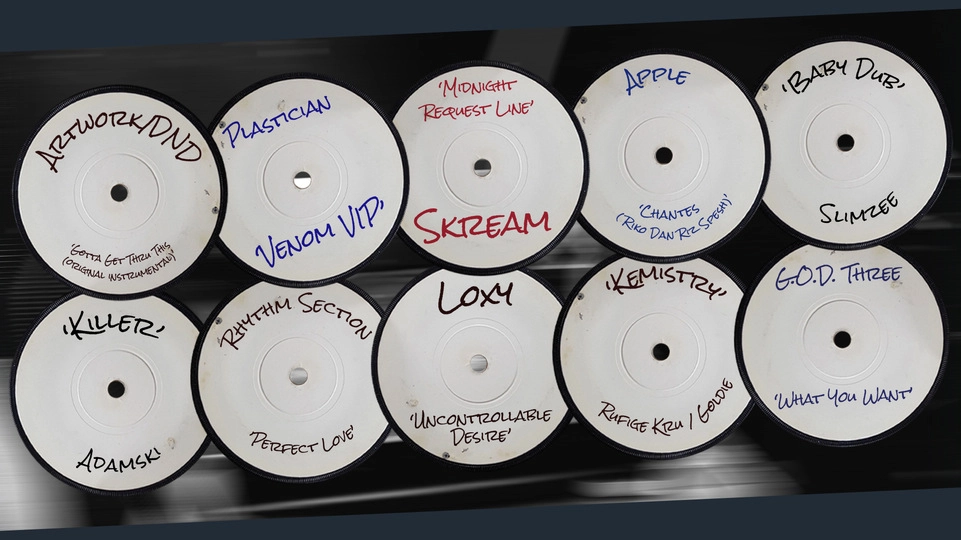 ARTWORK/DND
'GOTTA GET THRU THIS
(ORIGINAL INSTRUMENTAL)'
PLASTICIAN
'VENOM VIP'
'MIDNIGHT
REQUEST LINE'
SKREAM
APPLE
'CHANTES
(RIKO DAN RIZ SPESH)'
'BABY DUB'
SLIMZEE
'KILLER'
ADAMSKI
RHYTHM SECTION
'PERFECT LOVE'
LOXY
'UNCONTROLLABLE
DESIRE'
'KEMISTRY'
RUFIGE KRU / GOLDIE
G.O.D. THREE
'WHAT YOU WANT'